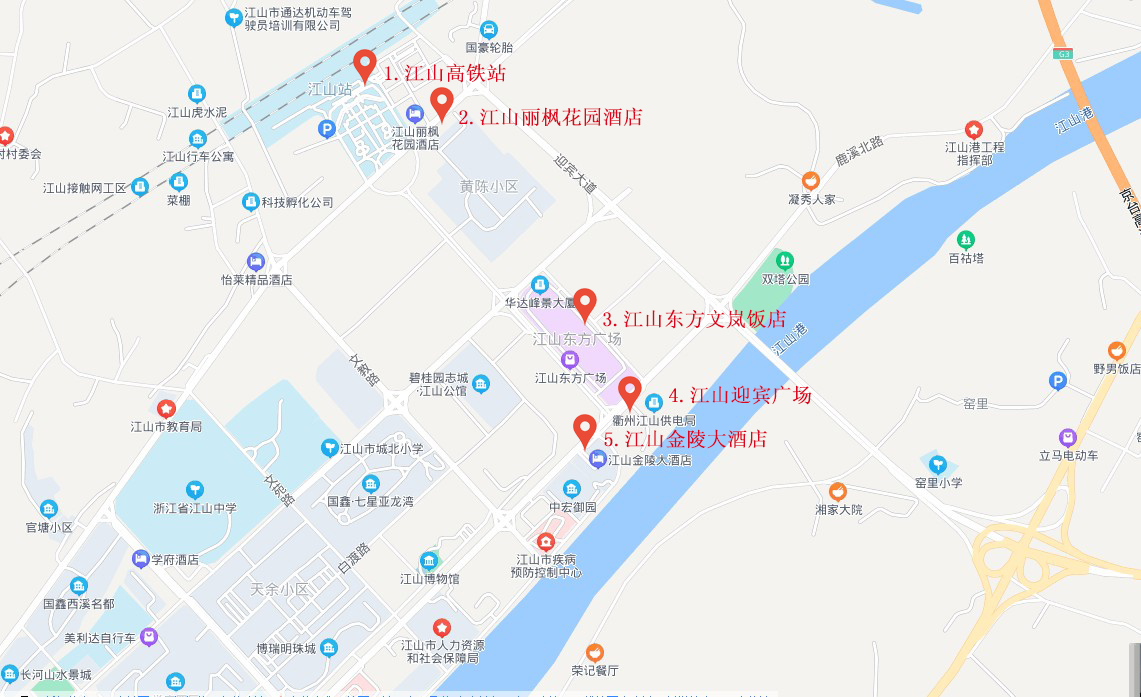 江山市通达机动车驾
驶员培训有限公司
国豪轮胎
G3
1.江山高铁站
江山站
江山虎水泥
2.江山丽枫花园酒店
江山丽枫
花园酒店
江山港
江山行车公寓
村村委会
鹿溪北路
江山港工程
指挥部
迎宾大道
黄陈小区
江山接触网工区
菜棚
科技孵化公司
凝秀人家
京台高
百祜塔
怡莱精品酒店
双塔公园
华达峰景大厦
3.江山东方文岚饭店
江山东方广场
江山港
文教路
江山东方广场
碧桂园志城
·江山公馆
野男饭店
4.江山迎宾广场
窑里
衢州江山供电局
江山市教育局
5.江山金陵大酒店
江山市城北小学
江山金陵大酒店
立马电动车
窑里小学
文苑路
国鑫·七星亚龙湾
浙江省江山中学
中宏御园
湘家大院
官塘小区
白渡路
学府酒店
江山市疾病
预防控制中心
江山博物馆
天余小区
国鑫西溪名都
美利达自行车
博瑞明珠城
江山市人力资源
和社会保障局
荣记餐厅
长河山水景城